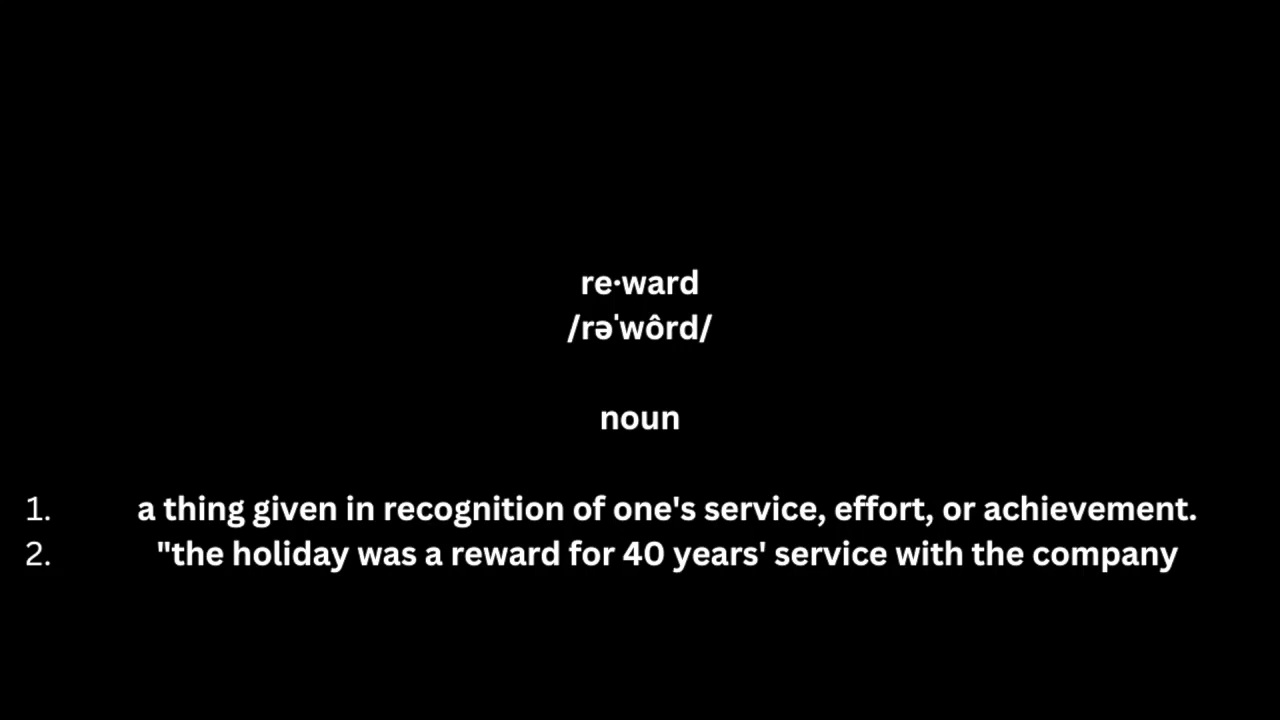 re·ward
/rəˈwôrd/
noun
1. a thing given in recognition of one's service, effort, or achievement.
2. "the holiday was a reward for 40 years' service with the company